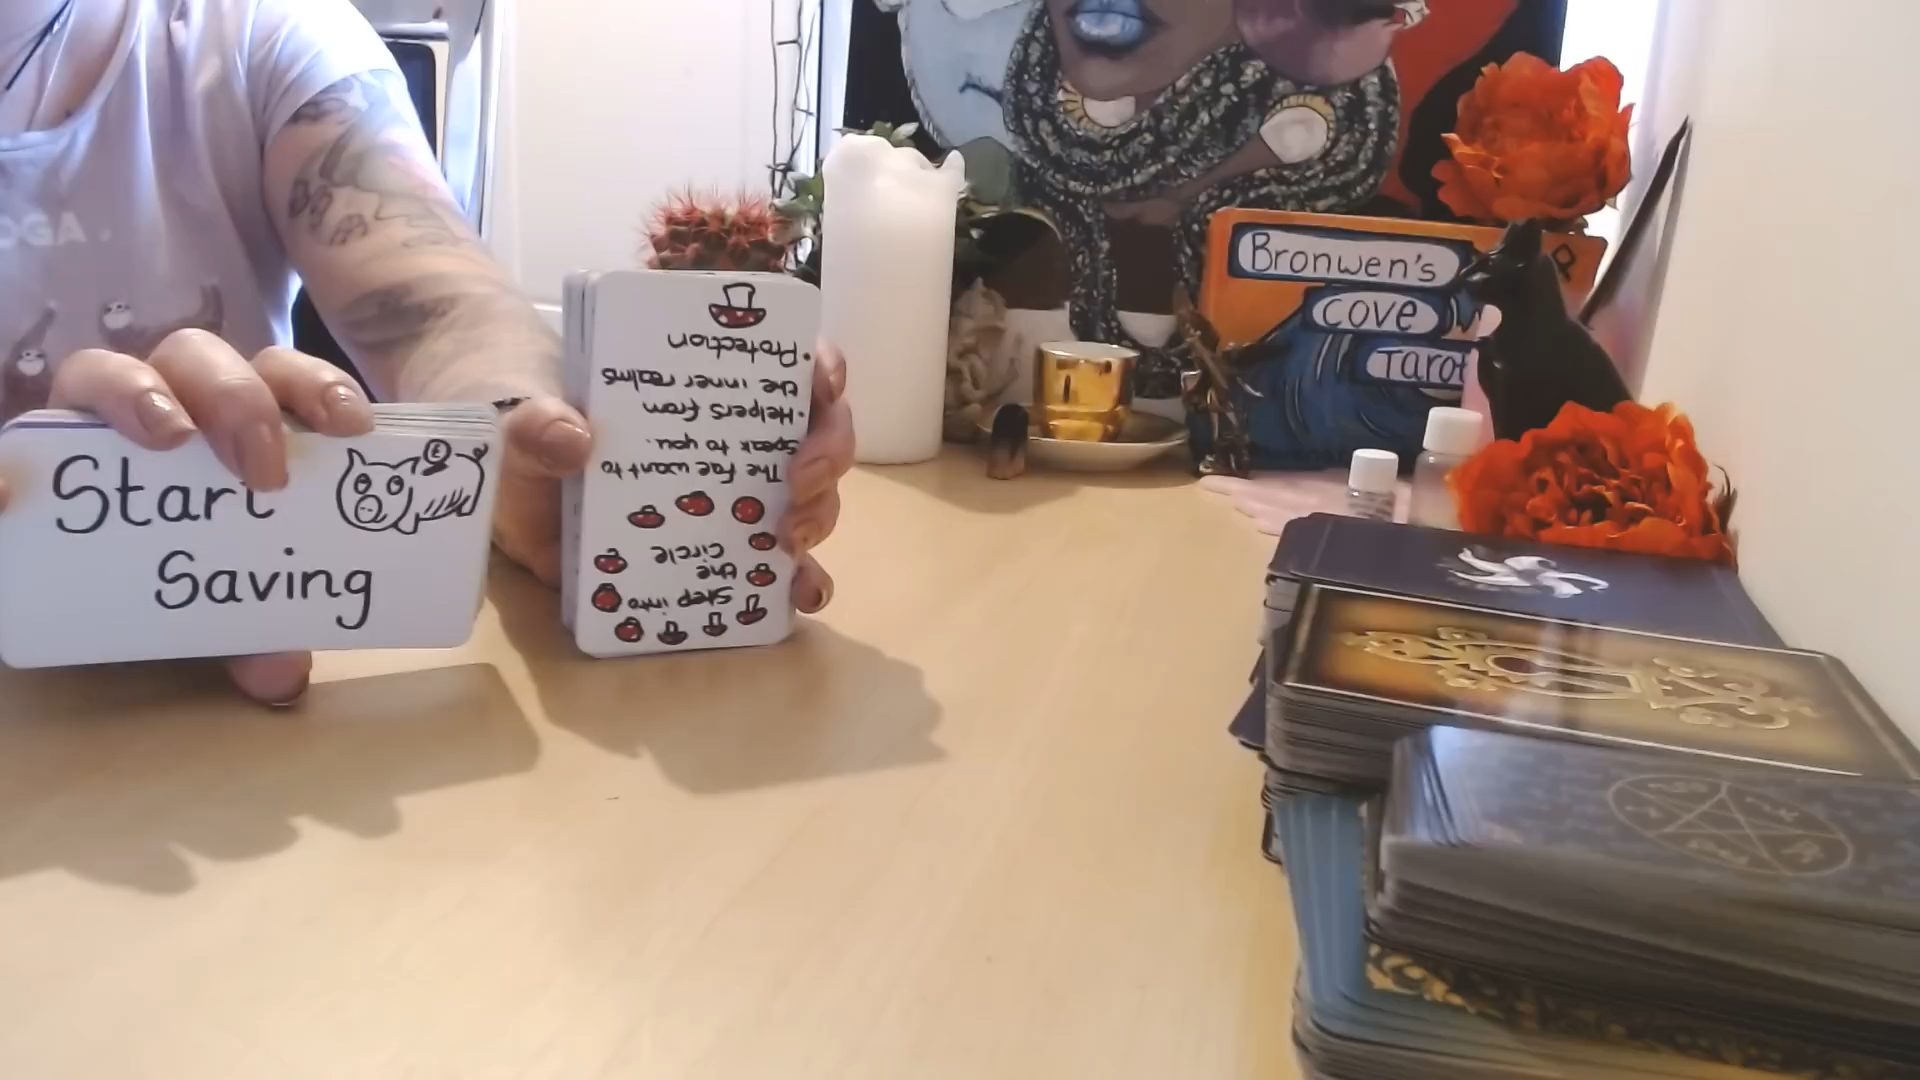 OGA
Start
Saving
Step into
the
circle
The fae want to
speak to you.
• Helpers from
the inner realms
• Protection
Bronwen's
Cove
Tarot